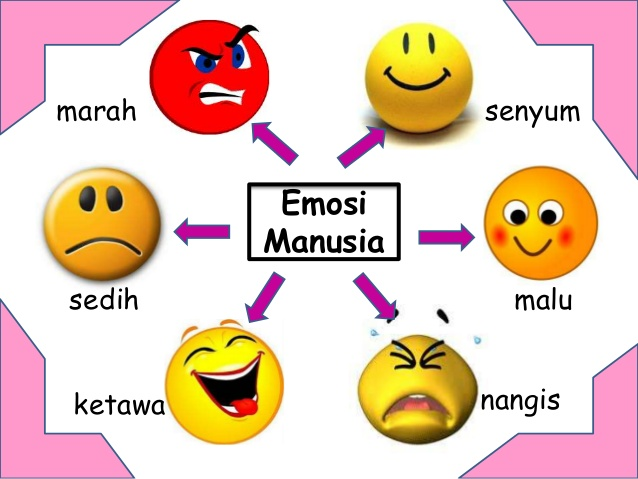 marah
senyum
Emosi
Manusia
sedih
malu
ketawa
nangis